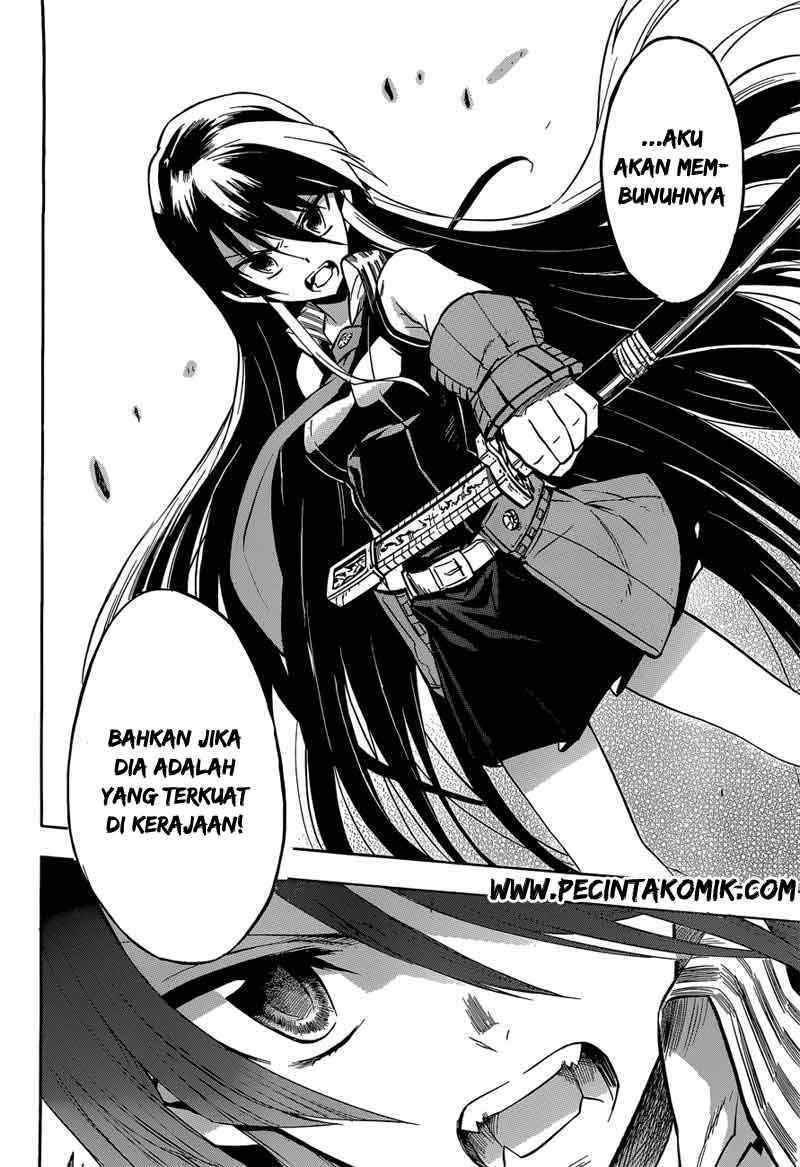 ...AKU
AKAN MEM-
BUNUHNYA
BAHKAN JIKA
DIA ADALAH
YANG TERKUAT
DI KERAJAAN!
WWW.PECINTAKOMIK.COM